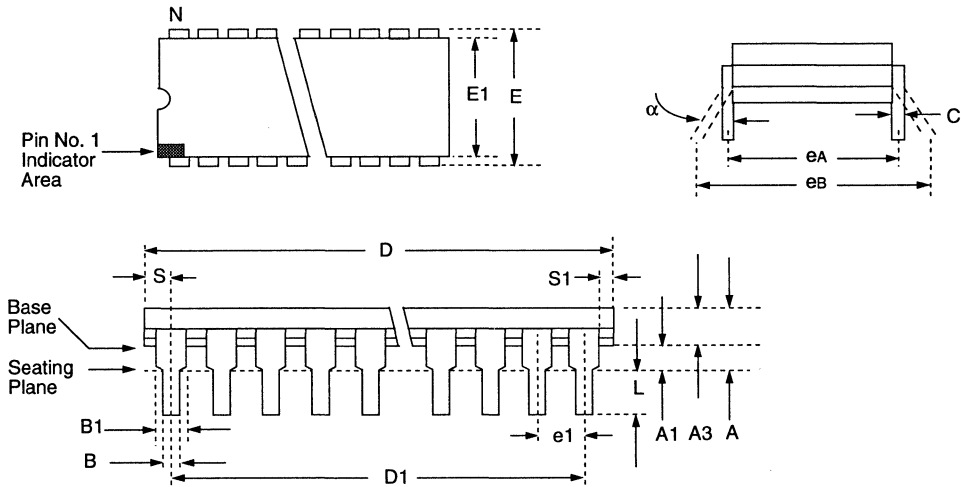 N
E1
E
Pin No. 1
Indicator
Area
α
C
eA
eB
D
S
S1
Base
Plane
Seating
Plane
L
B1
e1
A1
A3
A
B
D1